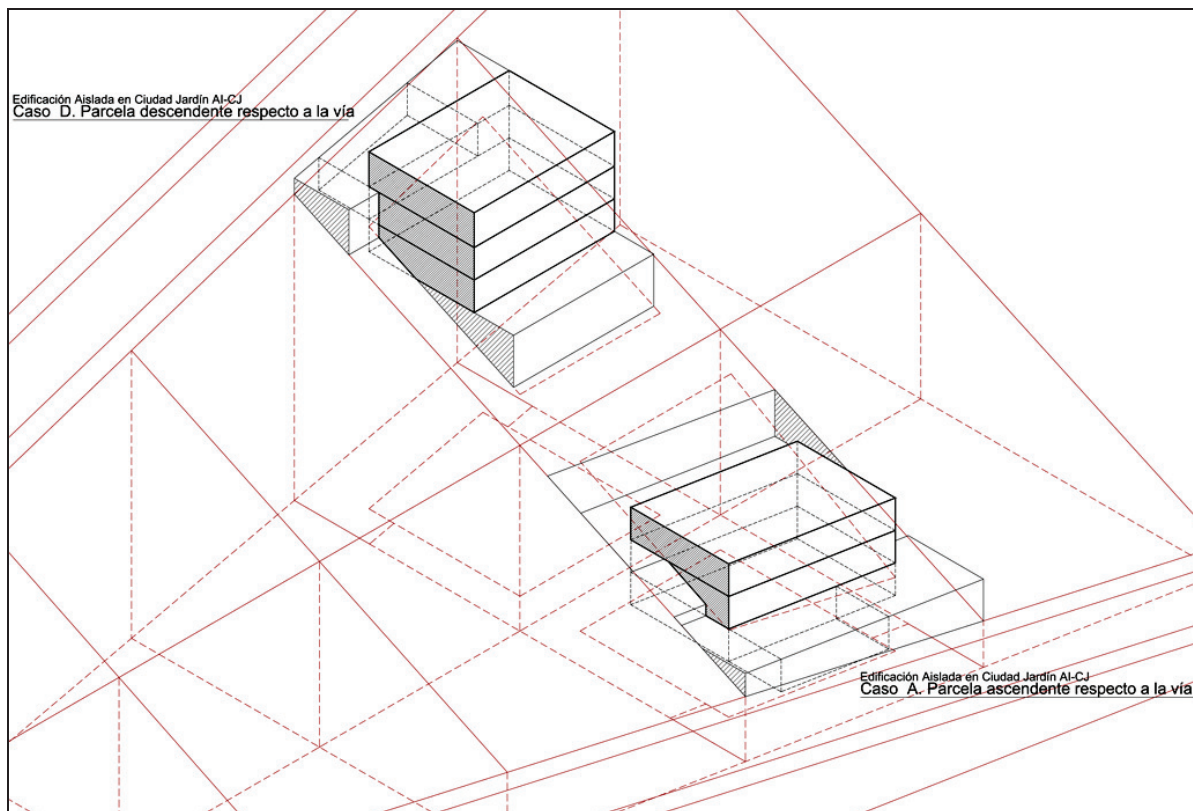 Edificación Aislada en Ciudad Jardín AI-CJ
Caso D. Parcela descendente respecto a la vía
Edificación Aislada en Ciudad Jardín AI-CJ
Caso A. Parcela ascendente respecto a la vía